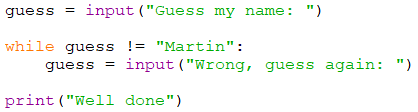 guess = input("Guess my name: ")
while guess != "Martin":
    guess = input("Wrong, guess again: ")
print("Well done")